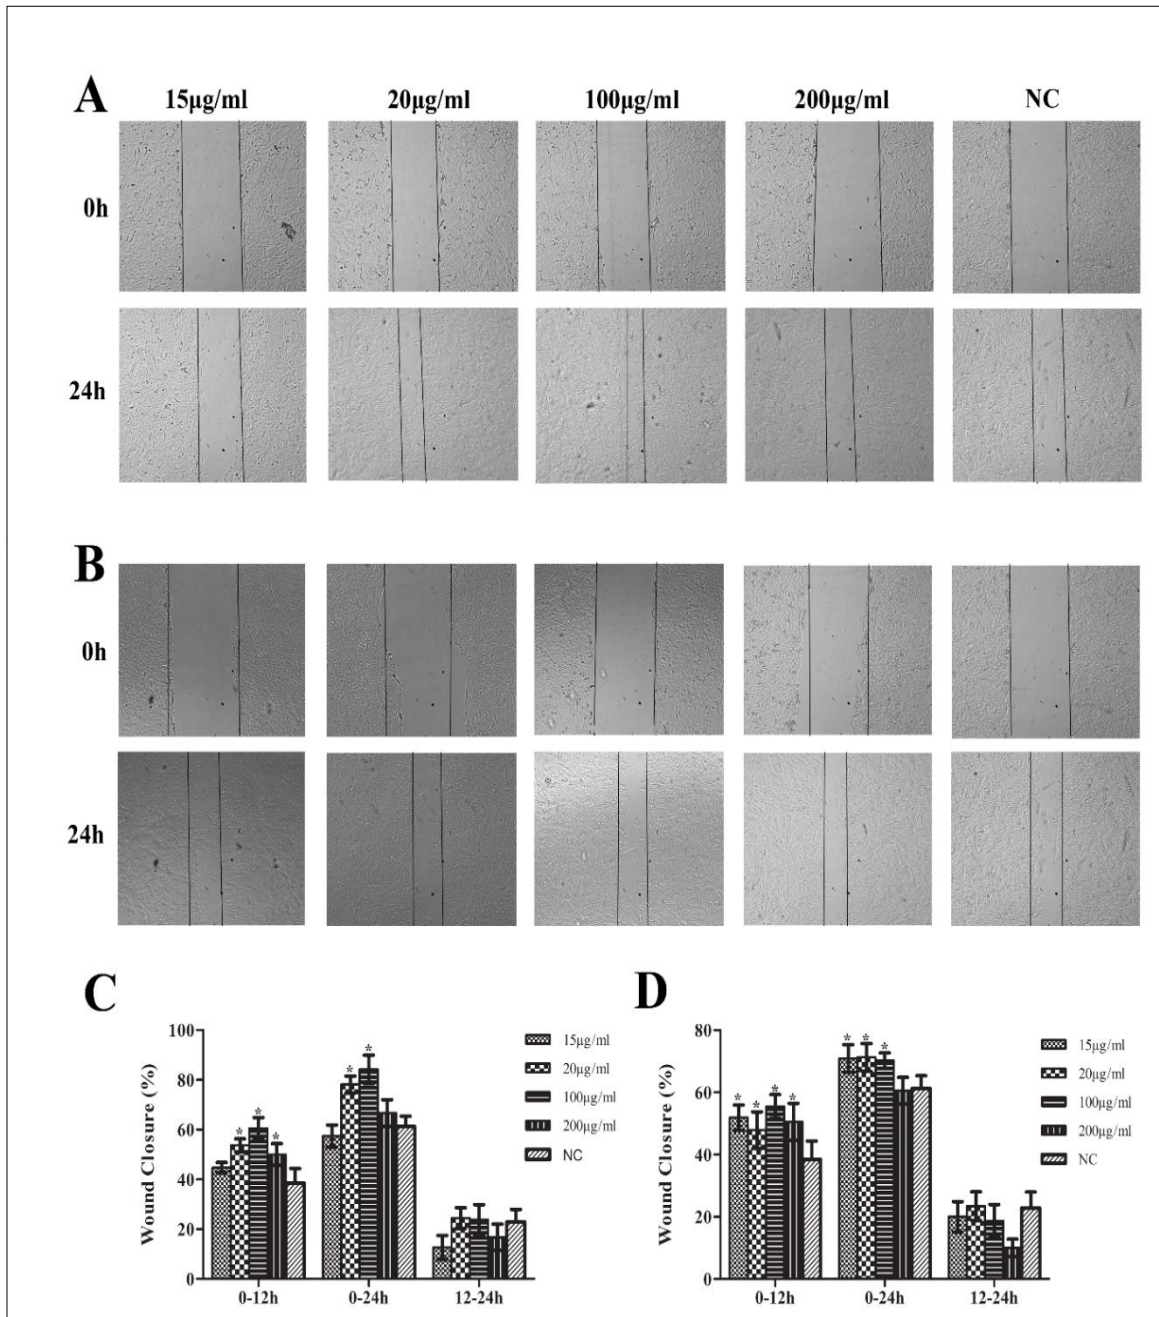 A
15μg/ml 20μg/ml 100μg/ml 200μg/ml NC
0h
24h
B
0h
24h
C
Wound Closure (%)
100
80
60
40
20
0
* * * * *
0-12h 0-24h 12-24h
15μg/ml
20μg/ml
100μg/ml
200μg/ml
NC
D
Wound Closure (%)
80
60
40
20
0
* * * * * * *
0-12h 0-24h 12-24h
15μg/ml
20μg/ml
100μg/ml
200μg/ml
NC